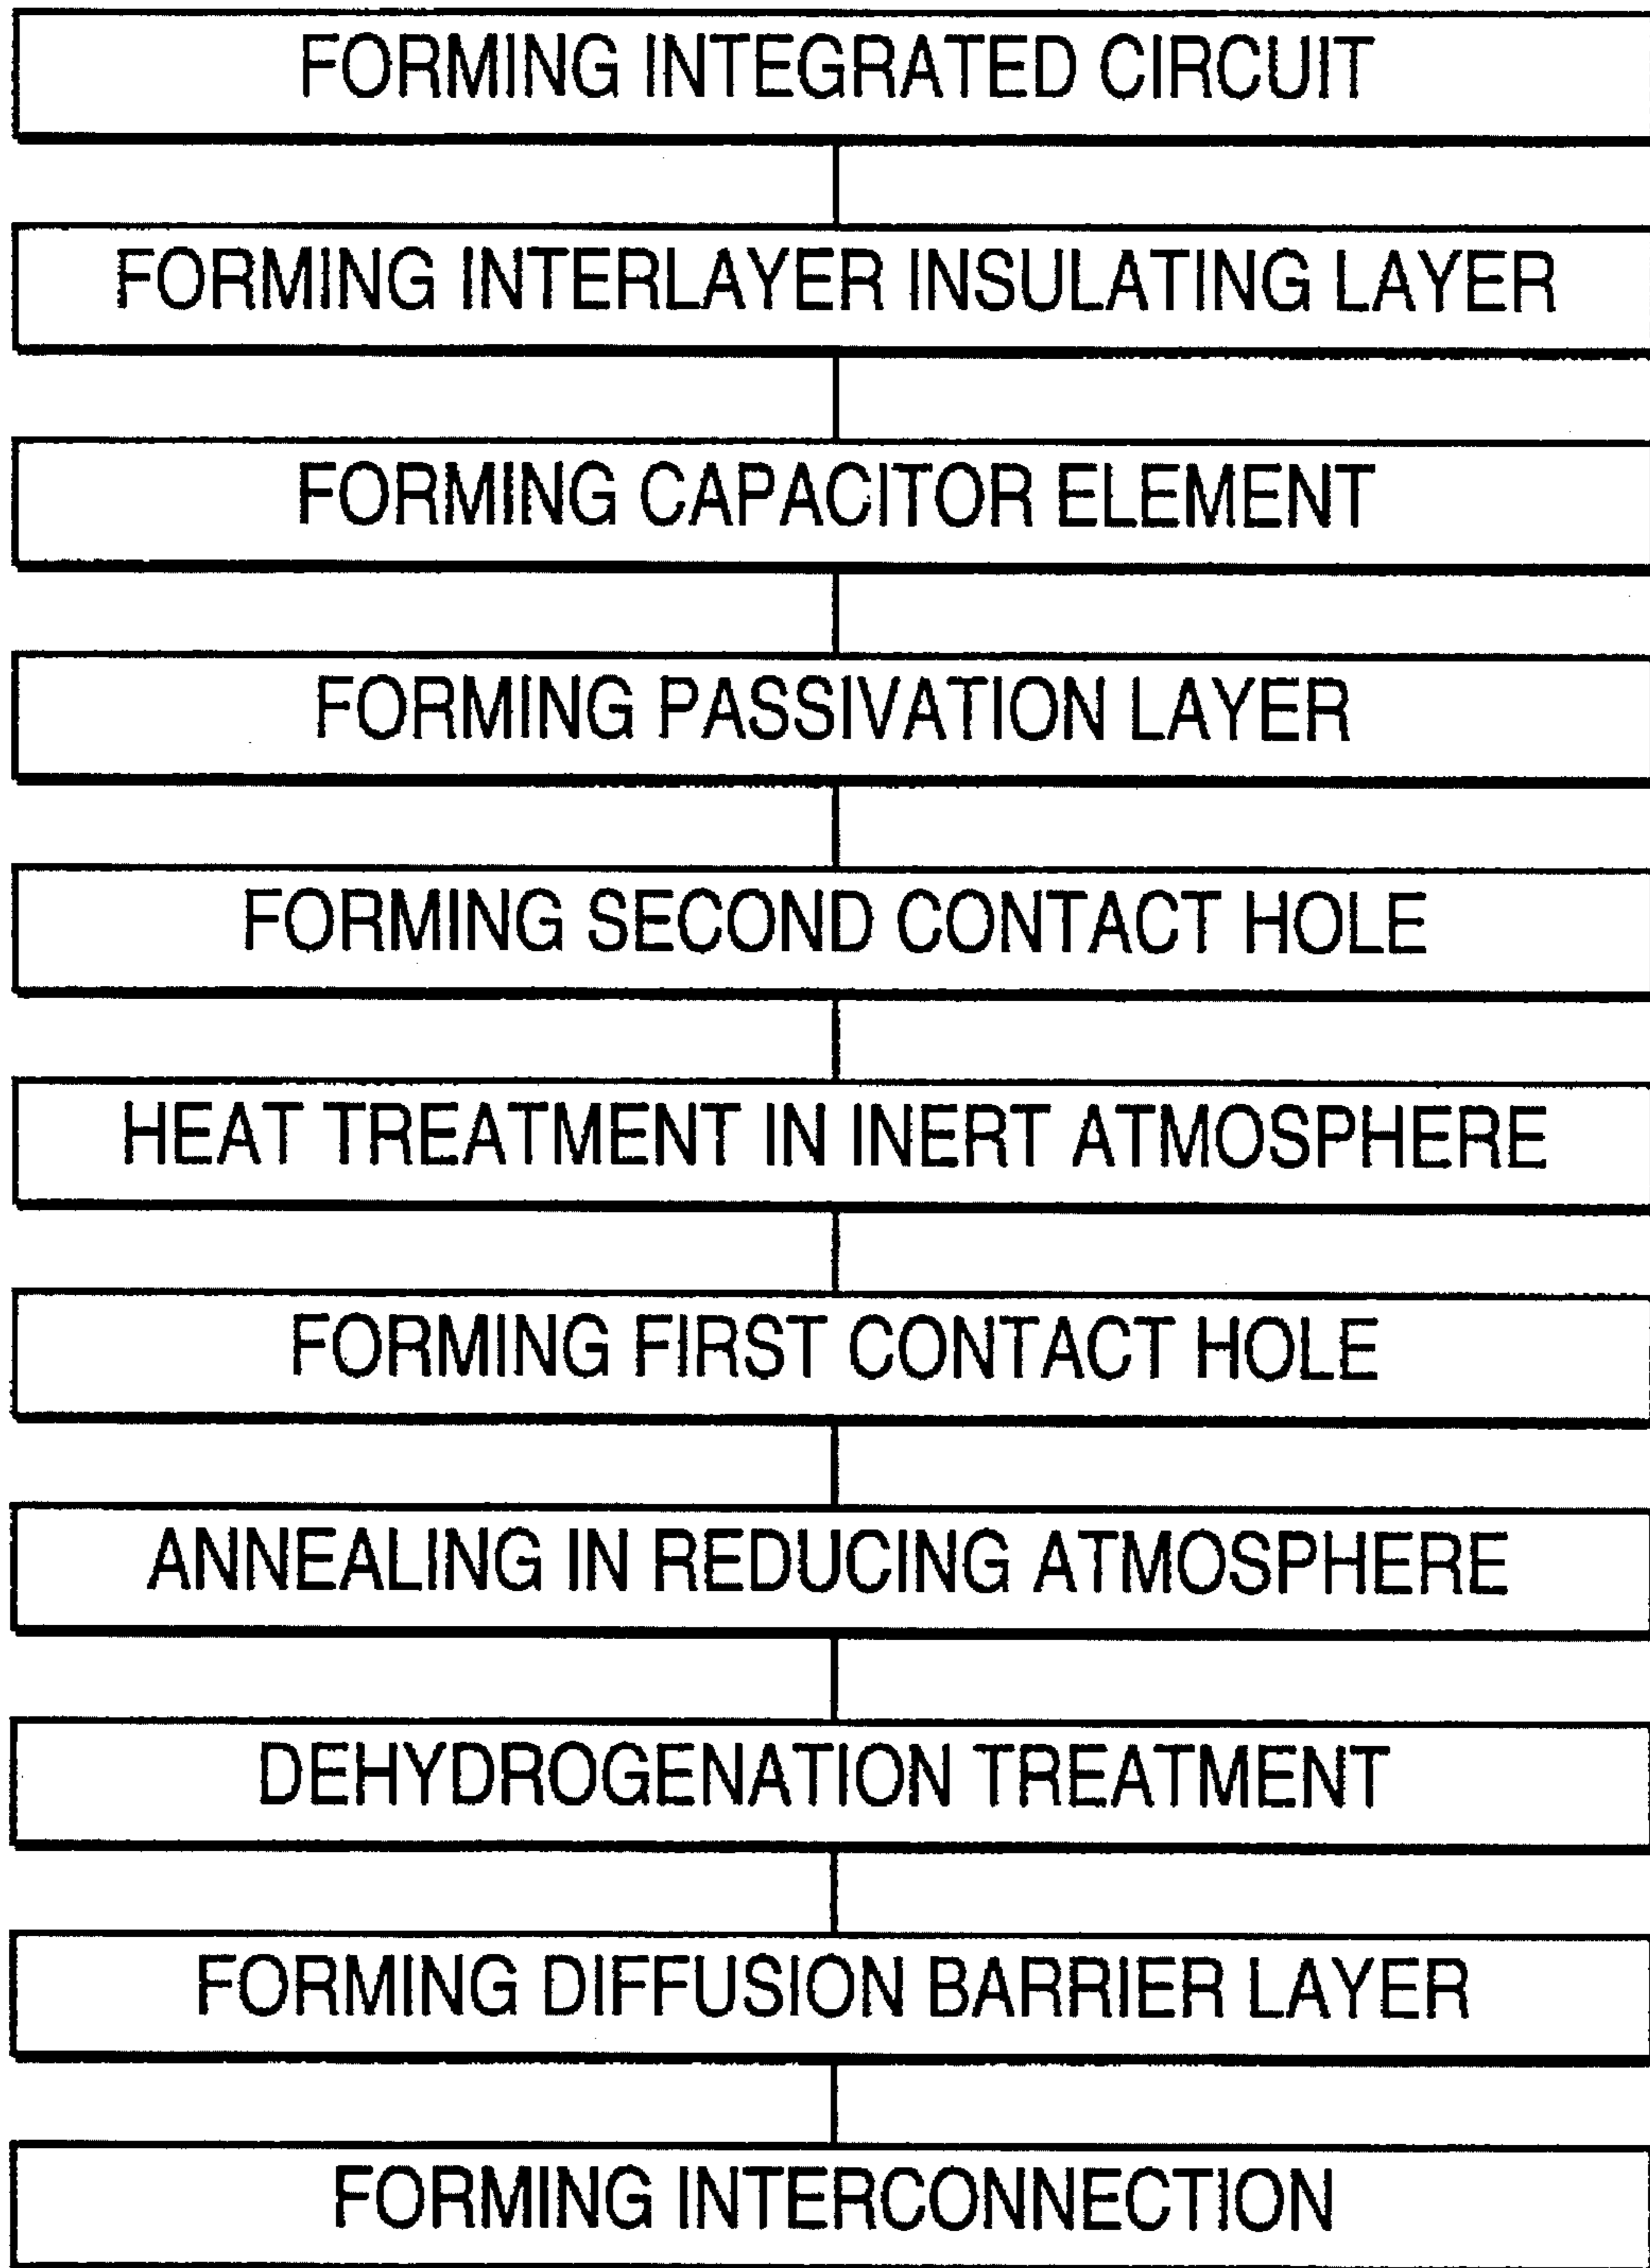 FORMING INTEGRATED CIRCUIT
FORMING INTERLAYER INSULATING LAYER
FORMING CAPACITOR ELEMENT
FORMING PASSIVATION LAYER
FORMING SECOND CONTACT HOLE
HEAT TREATMENT IN INERT ATMOSPHERE
FORMING FIRST CONTACT HOLE
ANNEALING IN REDUCING ATMOSPHERE
DEHYDROGENATION TREATMENT
FORMING DIFFUSION BARRIER LAYER
FORMING INTERCONNECTION